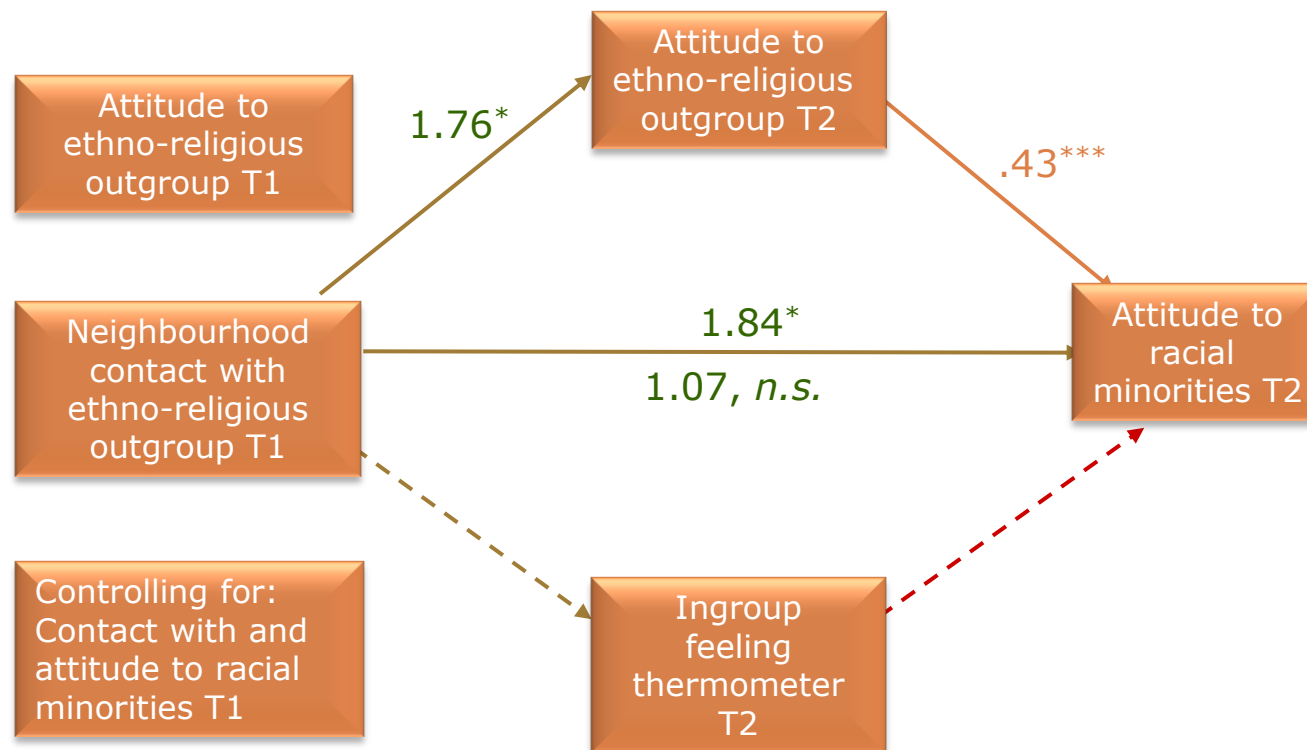 Attitude to
ethno-religious
outgroup T1
Attitude to
ethno-religious
outgroup T2
1.76*
.43***
Neighbourhood
contact with
ethno-religious
outgroup T1
1.84*
1.07, n.s.
Attitude to
racial
minorities T2
Controlling for:
Contact with and
attitude to racial
minorities T1
Ingroup
feeling
thermometer
T2